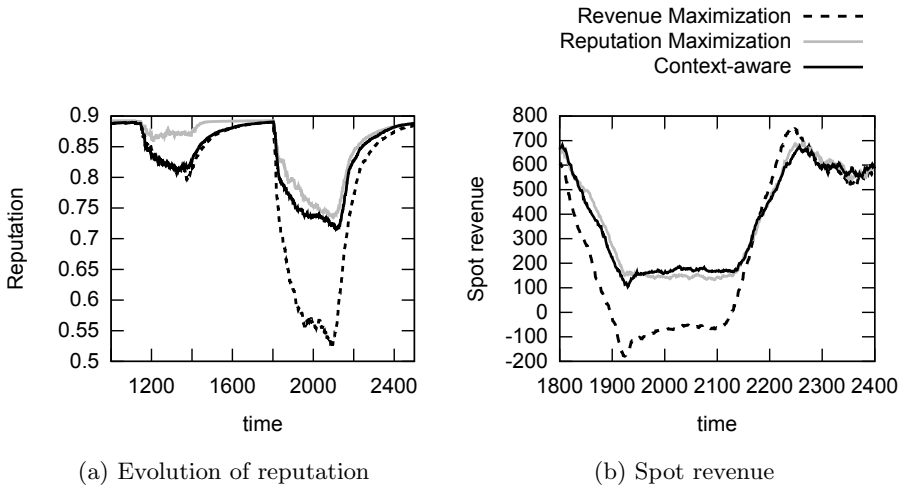 Revenue Maximization
Reputation Maximization
Context-aware
0.9
0.85
0.8
0.75
0.7
0.65
0.6
0.55
0.5
Reputation
1200 1600 2000 2400
time
(a) Evolution of reputation
800
700
600
500
400
300
200
100
0
-100
-200
Spot revenue
1800 1900 2000 2100 2200 2300 2400
time
(b) Spot revenue